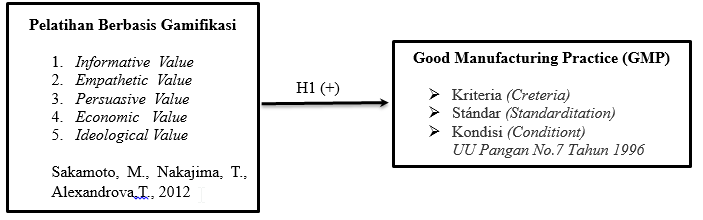 Pelatihan Berbasis Gamifikasi
1. Informative Value
2. Empathetic Value
3. Persuasive Value
4. Economic Value
5. Ideological Value
Sakamoto, M., Nakajima, T.,
Alexandrova,T., 2012
H1 (+)
Good Manufacturing Practice (GMP)
➤ Kriteria (Creteria)
➤ Stándar (Standarditation)
➤ Kondisi (Conditiont)
UU Pangan No.7 Tahun 1996